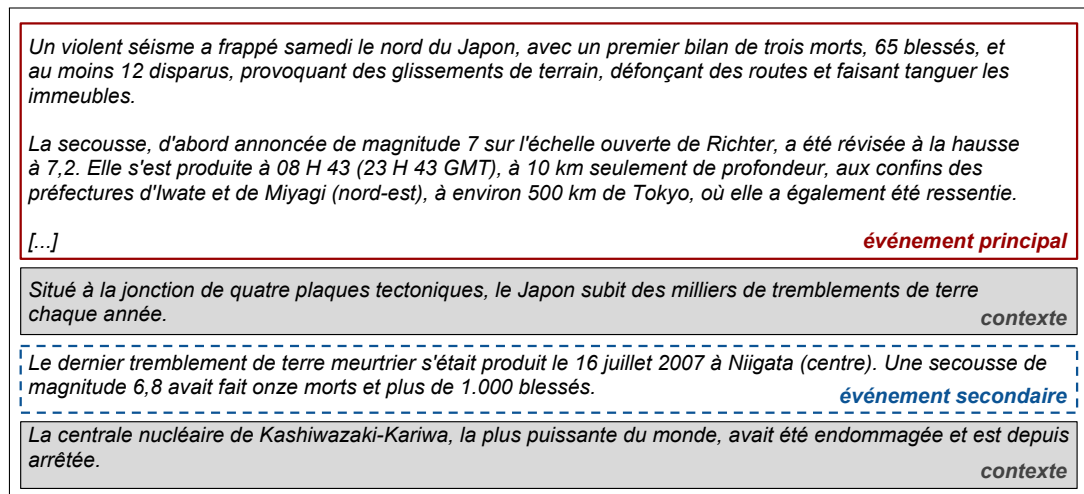 Un violent séisme a frappé samedi le nord du Japon, avec un premier bilan de trois morts, 65 blessés, et
au moins 12 disparus, provoquant des glissements de terrain, défonçant des routes et faisant tanguer les
immeubles.
La secousse, d'abord annoncée de magnitude 7 sur l'échelle ouverte de Richter, a été révisée à la hausse
à 7,2. Elle s'est produite à 08 H 43 (23 H 43 GMT), à 10 km seulement de profondeur, aux confins des
préfectures d'Iwate et de Miyagi (nord-est), à environ 500 km de Tokyo, où elle a également été ressentie.
[...] événement principal
Situé à la jonction de quatre plaques tectoniques, le Japon subit des milliers de tremblements de terre
chaque année. contexte
Le dernier tremblement de terre meurtrier s'était produit le 16 juillet 2007 à Niigata (centre). Une secousse de
magnitude 6,8 avait fait onze morts et plus de 1.000 blessés. événement secondaire
La centrale nucléaire de Kashiwazaki-Kariwa, la plus puissante du monde, avait été endommagée et est depuis
arrêtée. contexte